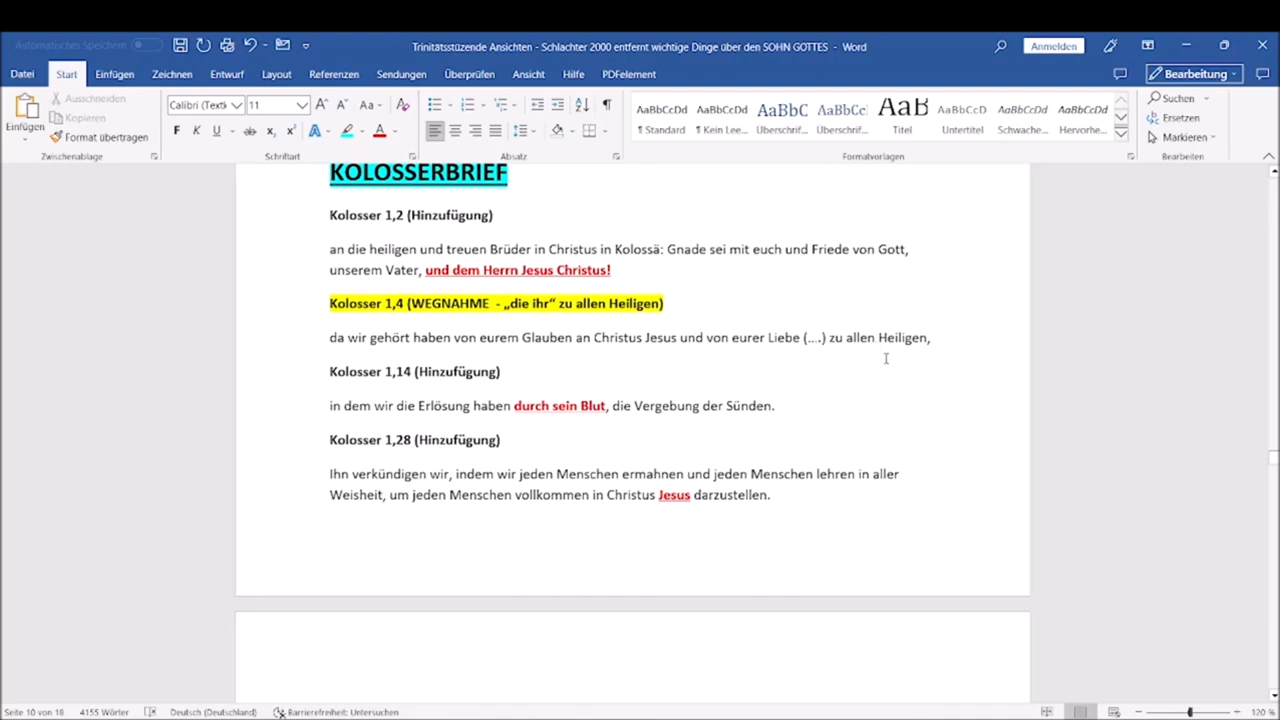 Automatisches Speichern
Trinitätsstüzende Ansichten - Schlachter 2000 entfernt wichtige Dinge über den SOHN GOTTES - Word
Anmelden
Datei Start Einfügen Zeichnen Entwurf Layout Referenzen Sendungen Überprüfen Ansicht Hilfe PDFelement
Bearbeitung
Einfügen
Ausschneiden
Kopieren
Format übertragen
Zwischenablage
Calibri (Textk 11
F K U
Schriftart
Absatz
AaBbCcDd AaBbCcDd AaBbC AaBbCc AaB AaBbCcD AaBbCcDd AaBbCcDd
¶ Standard ¶ Kein Lee... Überschrif... Überschrif... Titel Untertitel Schwache... Hervorhe...
Formatvorlagen
Suchen
Ersetzen
Markieren
Bearbeiten
KOLOSSERBRIEF
Kolosser 1,2 (Hinzufügung)
an die heiligen und treuen Brüder in Christus in Kolossä: Gnade sei mit euch und Friede von Gott,
unserem Vater, und dem Herrn Jesus Christus!
Kolosser 1,4 (WEGNAHME - „die ihr“ zu allen Heiligen)
da wir gehört haben von eurem Glauben an Christus Jesus und von eurer Liebe (....) zu allen Heiligen,
Kolosser 1,14 (Hinzufügung)
in dem wir die Erlösung haben durch sein Blut, die Vergebung der Sünden.
Kolosser 1,28 (Hinzufügung)
Ihn verkündigen wir, indem wir jeden Menschen ermahnen und jeden Menschen lehren in aller
Weisheit, um jeden Menschen vollkommen in Christus Jesus darzustellen.
Seite 10 von 18 4155 Wörter Deutsch (Deutschland) Barrierefreiheit: Untersuchen 120 %